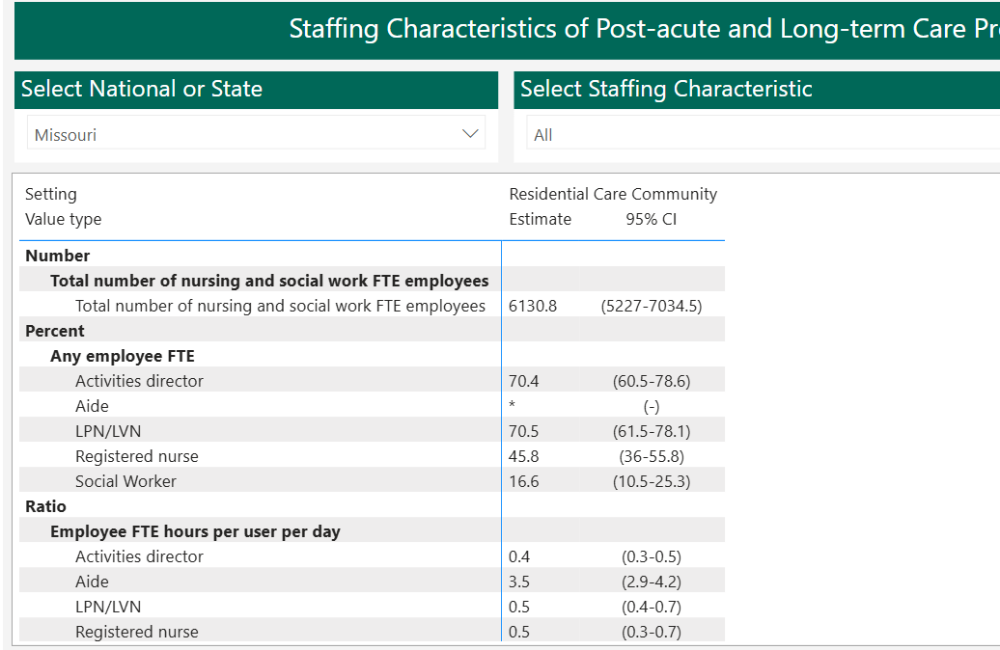 Staffing Characteristics of Post-acute and Long-term Care Pr
Select National or State
Select Staffing Characteristic
Missouri
All
Setting Residential Care Community
Value type Estimate 95% CI
Number
Total number of nursing and social work FTE employees
Total number of nursing and social work FTE employees 6130.8 (5227-7034.5)
Percent
Any employee FTE
Activities director 70.4 (60.5-78.6)
Aide * (-)
LPN/LVN 70.5 (61.5-78.1)
Registered nurse 45.8 (36-55.8)
Social Worker 16.6 (10.5-25.3)
Ratio
Employee FTE hours per user per day
Activities director 0.4 (0.3-0.5)
Aide 3.5 (2.9-4.2)
LPN/LVN 0.5 (0.4-0.7)
Registered nurse 0.5 (0.3-0.7)